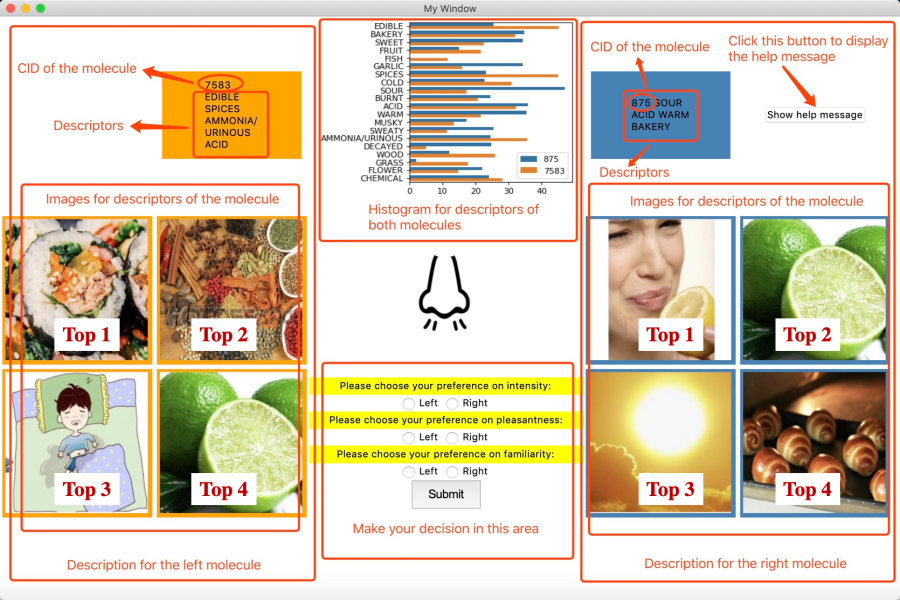 My Window
CID of the molecule
7583
EDIBLE
SPICES
AMMONIA/
URINOUS
ACID
Descriptors
Images for descriptors of the molecule
Top 1
Top 2
Top 3
Top 4
Description for the left molecule
EDIBLE
BAKERY
SWEET
FRUIT
FISH
GARLIC
SPICES
COLD
SOUR
BURNT
ACID
WARM
MUSKY
SWEATY
AMMONIA/URINOUS
DECAYED
WOOD
GRASS
FLOWER
CHEMICAL
0 10 20 30 40
875
7583
Histogram for descriptors of
both molecules
Please choose your preference on intensity:
Left Right
Please choose your preference on pleasantness:
Left Right
Please choose your preference on familiarity:
Left Right
Submit
Make your decision in this area
CID of the molecule
875 SOUR
ACID WARM
BAKERY
Descriptors
Click this button to display
the help message
Show help message
Images for descriptors of the molecule
Top 1
Top 2
Top 3
Top 4
Description for the right molecule